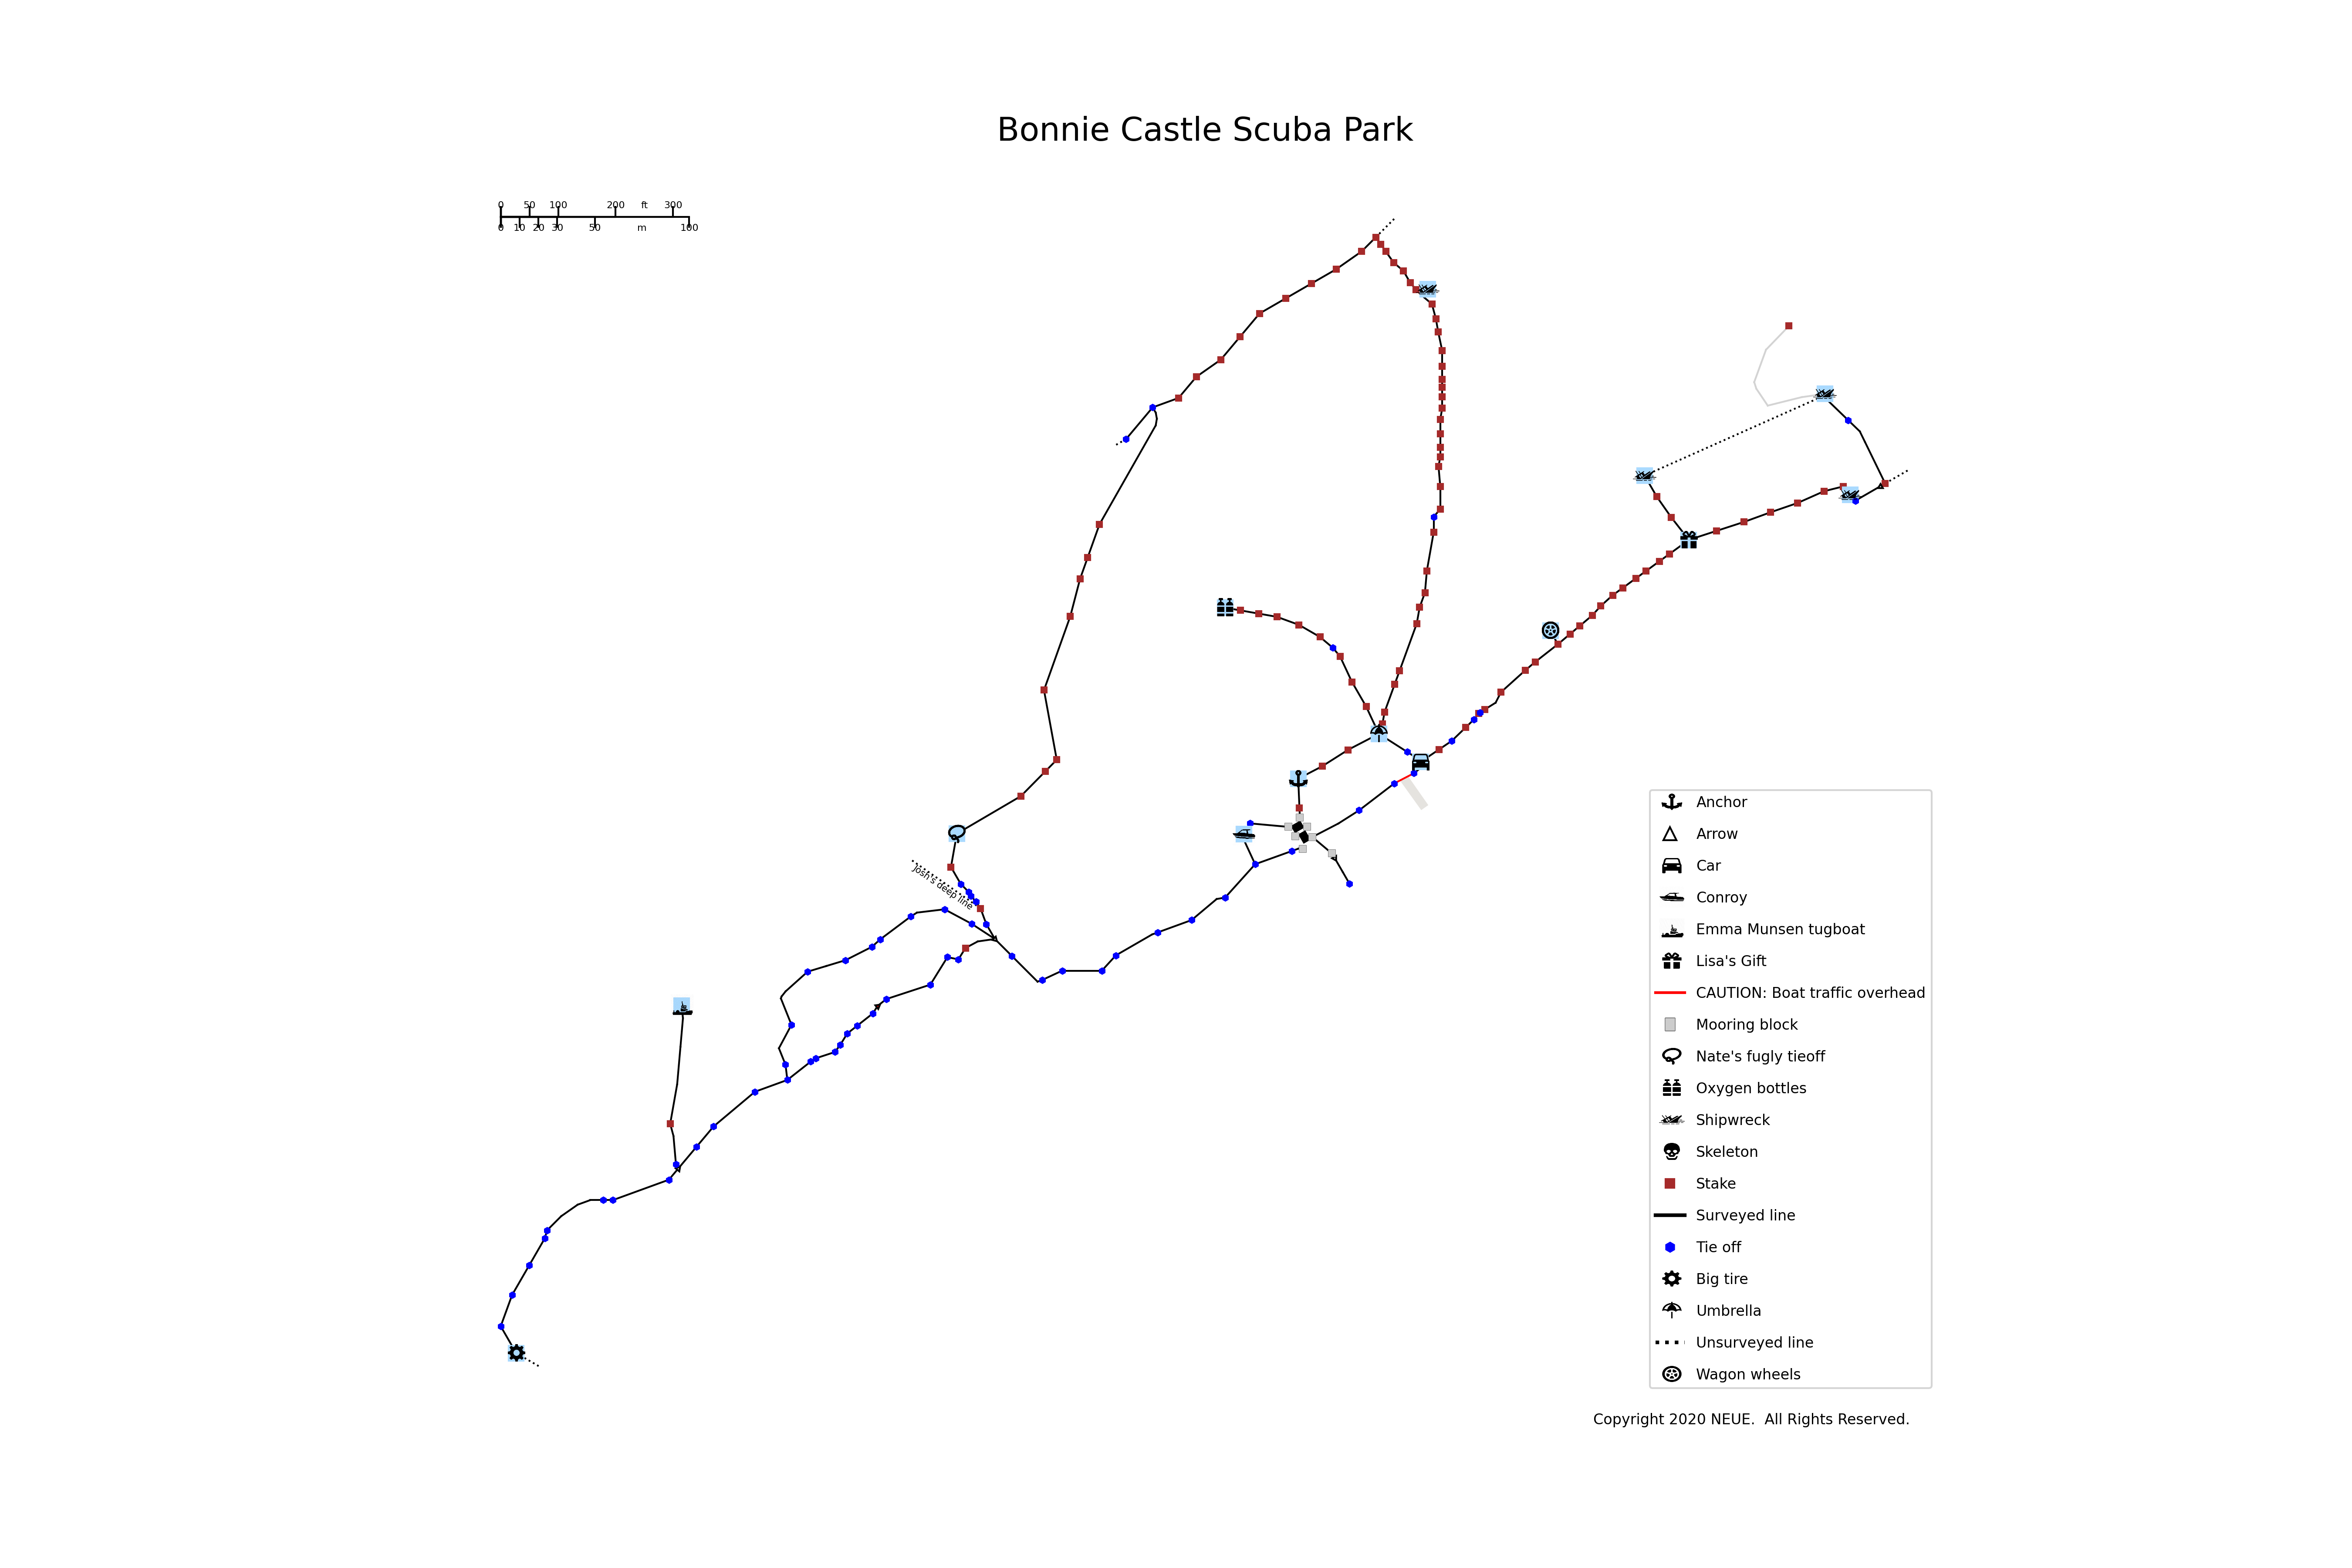 Bonnie Castle Scuba Park
0 50 100 200 ft 300
0 10 20 30 50 m 100
Josh's deep line
Anchor
Arrow
Car
Conroy
Emma Munsen tugboat
Lisa's Gift
CAUTION: Boat traffic overhead
Mooring block
Nate's fugly tieoff
Oxygen bottles
Shipwreck
Skeleton
Stake
Surveyed line
Tie off
Big tire
Umbrella
Unsurveyed line
Wagon wheels
Copyright 2020 NEUE.  All Rights Reserved.